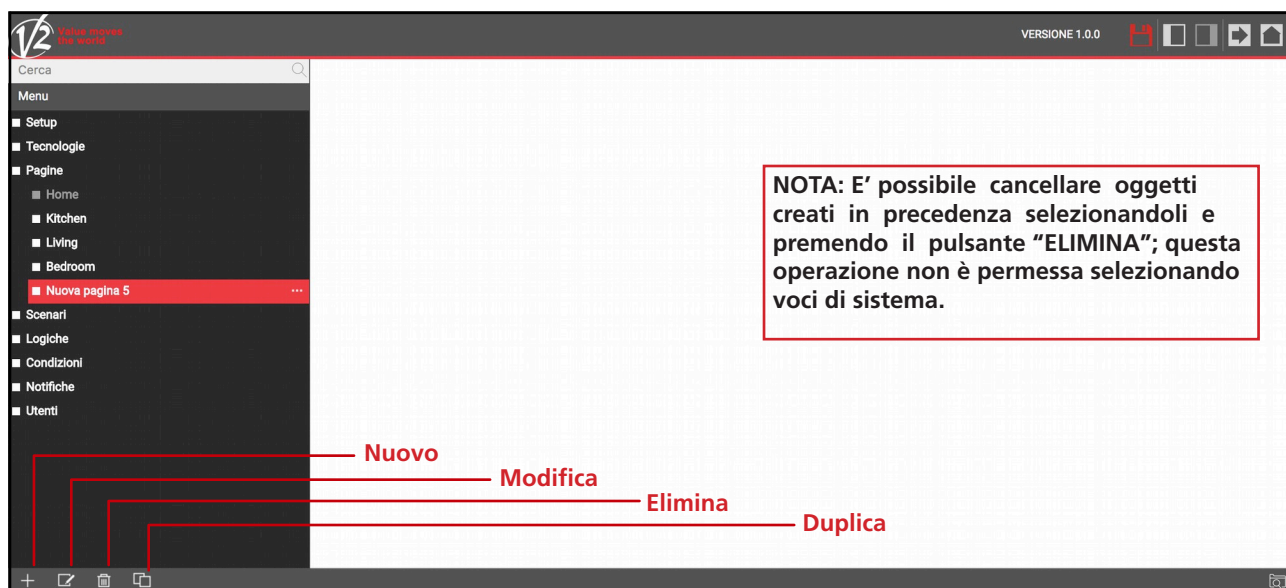 V2 Value moves
the world
VERSIONE 1.0.0
Cerca
Menu
Setup
Tecnologie
Pagine
Home
Kitchen
Living
Bedroom
Nuova pagina 5 ...
Scenari
Logiche
Condizioni
Notifiche
Utenti
NOTA: E’ possibile cancellare oggetti
creati in precedenza selezionandoli e
premendo il pulsante “ELIMINA”; questa
operazione non è permessa selezionando
voci di sistema.
Nuovo
Modifica
Elimina
Duplica